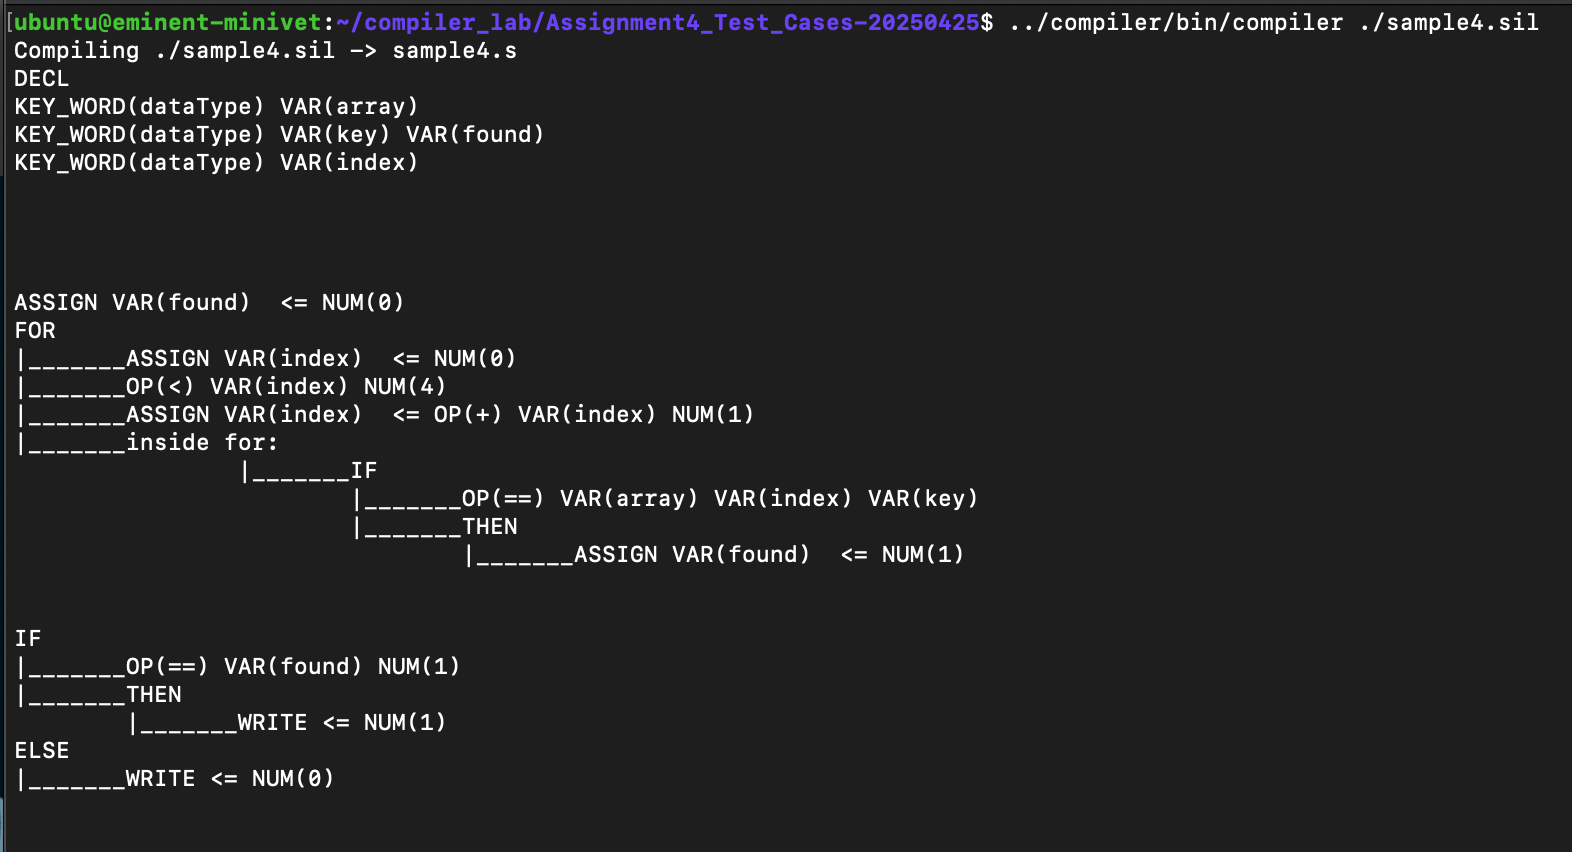 [ubuntu@eminent-minivet:~/compiler_lab/Assignment4_Test_Cases-20250425$ ../compiler/bin/compiler ./sample4.sil
Compiling ./sample4.sil -> sample4.s
DECL
KEY_WORD(dataType) VAR(array)
KEY_WORD(dataType) VAR(key) VAR(found)
KEY_WORD(dataType) VAR(index)
ASSIGN VAR(found)  <= NUM(0)
FOR
|_______ASSIGN VAR(index)  <= NUM(0)
|_______OP(<) VAR(index) NUM(4)
|_______ASSIGN VAR(index)  <= OP(+) VAR(index) NUM(1)
|_______inside for:
                |_______IF
                        |_______OP(==) VAR(array) VAR(index) VAR(key)
                        |_______THEN
                                |_______ASSIGN VAR(found)  <= NUM(1)
IF
|_______OP(==) VAR(found) NUM(1)
|_______THEN
        |_______WRITE <= NUM(1)
ELSE
|_______WRITE <= NUM(0)